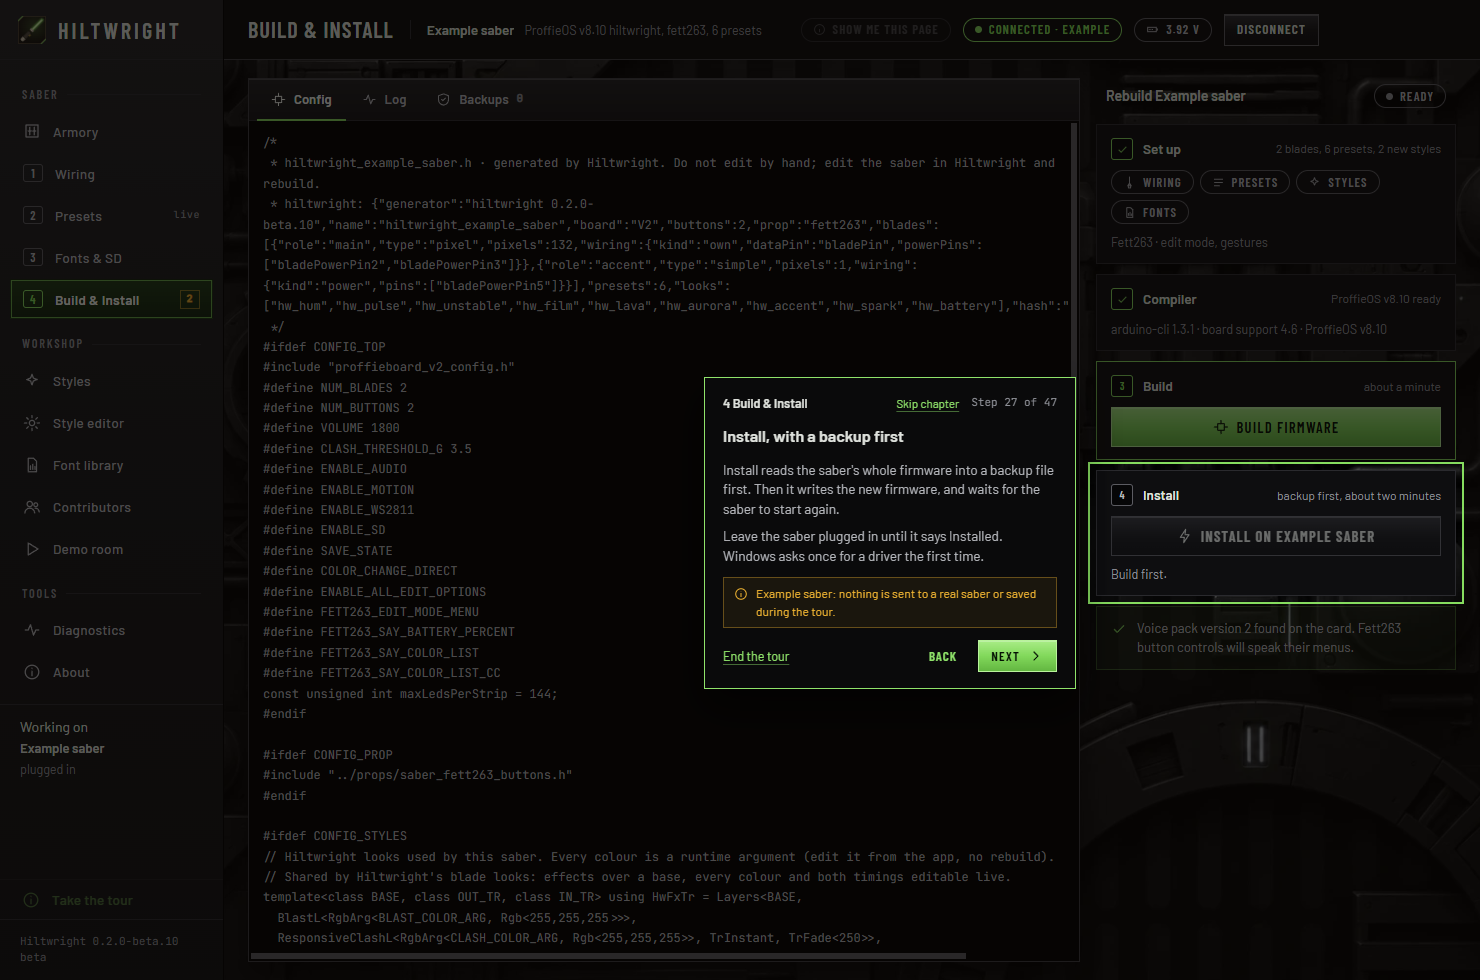 HILTWRIGHT
BUILD & INSTALL
Example saber ProffieOS v8.10 hiltwright, fett263, 6 presets
SHOW ME THIS PAGE
CONNECTED · EXAMPLE
3.92 V
DISCONNECT
SABER
Armory
1 Wiring
2 Presets live
3 Fonts & SD
4 Build & Install 2
WORKSHOP
Styles
Style editor
Font library
Contributors
Demo room
TOOLS
Diagnostics
About
Working on
Example saber
plugged in
Take the tour
Hiltwright 0.2.0-beta.10
beta
Config
Log
Backups 0
/*
* hiltwright_example_saber.h · generated by Hiltwright. Do not edit by hand; edit the saber in Hiltwright and
rebuild.
* hiltwright: {"generator":"hiltwright 0.2.0-
beta.10","name":"hiltwright_example_saber","board":"V2","buttons":2,"prop":"fett263","blades":
[{"role":"main","type":"pixel","pixels":132,"wiring":{"kind":"own","dataPin":"bladePin","powerPins":
["bladePowerPin2","bladePowerPin3"]}},{"role":"accent","type":"simple","pixels":1,"wiring":
{"kind":"power","pins":["bladePowerPin5"]}}],"presets":6,"looks":
["hw_hum","hw_pulse","hw_unstable","hw_film","hw_lava","hw_aurora","hw_accent","hw_spark","hw_battery"],"hash":"
*/
#ifdef CONFIG_TOP
#include "proffieboard_v2_config.h"
#define NUM_BLADES 2
#define NUM_BUTTONS 2
#define VOLUME 1800
#define CLASH_THRESHOLD_G 3.5
#define ENABLE_AUDIO
#define ENABLE_MOTION
#define ENABLE_WS2811
#define ENABLE_SD
#define SAVE_STATE
#define COLOR_CHANGE_DIRECT
#define ENABLE_ALL_EDIT_OPTIONS
#define FETT263_EDIT_MODE_MENU
#define FETT263_SAY_BATTERY_PERCENT
#define FETT263_SAY_COLOR_LIST
#define FETT263_SAY_COLOR_LIST_CC
const unsigned int maxLedsPerStrip = 144;
#endif
#ifdef CONFIG_PROP
#include "../props/saber_fett263_buttons.h"
#endif
#ifdef CONFIG_STYLES
// Hiltwright looks used by this saber. Every colour is a runtime argument (edit it from the app, no rebuild).
// Shared by Hiltwright's blade looks: effects over a base, every colour and both timings editable live.
template<class BASE, class OUT_TR, class IN_TR> using HwFxTr = Layers<BASE,
BlastL<RgbArg<BLAST_COLOR_ARG, Rgb<255,255,255>>>,
ResponsiveClashL<RgbArg<CLASH_COLOR_ARG, Rgb<255,255,255>>, TrInstant, TrFade<250>>,
4 Build & Install
Skip chapter
Step 27 of 47
Install, with a backup first
Install reads the saber's whole firmware into a backup file
first. Then it writes the new firmware, and waits for the
saber to start again.
Leave the saber plugged in until it says Installed.
Windows asks once for a driver the first time.
Example saber: nothing is sent to a real saber or saved
during the tour.
End the tour
BACK
NEXT
Rebuild Example saber
READY
Set up
2 blades, 6 presets, 2 new styles
WIRING
PRESETS
STYLES
FONTS
Fett263 · edit mode, gestures
Compiler
ProffieOS v8.10 ready
arduino-cli 1.3.1 · board support 4.6 · ProffieOS v8.10
3 Build
about a minute
BUILD FIRMWARE
4 Install
backup first, about two minutes
INSTALL ON EXAMPLE SABER
Build first.
Voice pack version 2 found on the card. Fett263
button controls will speak their menus.